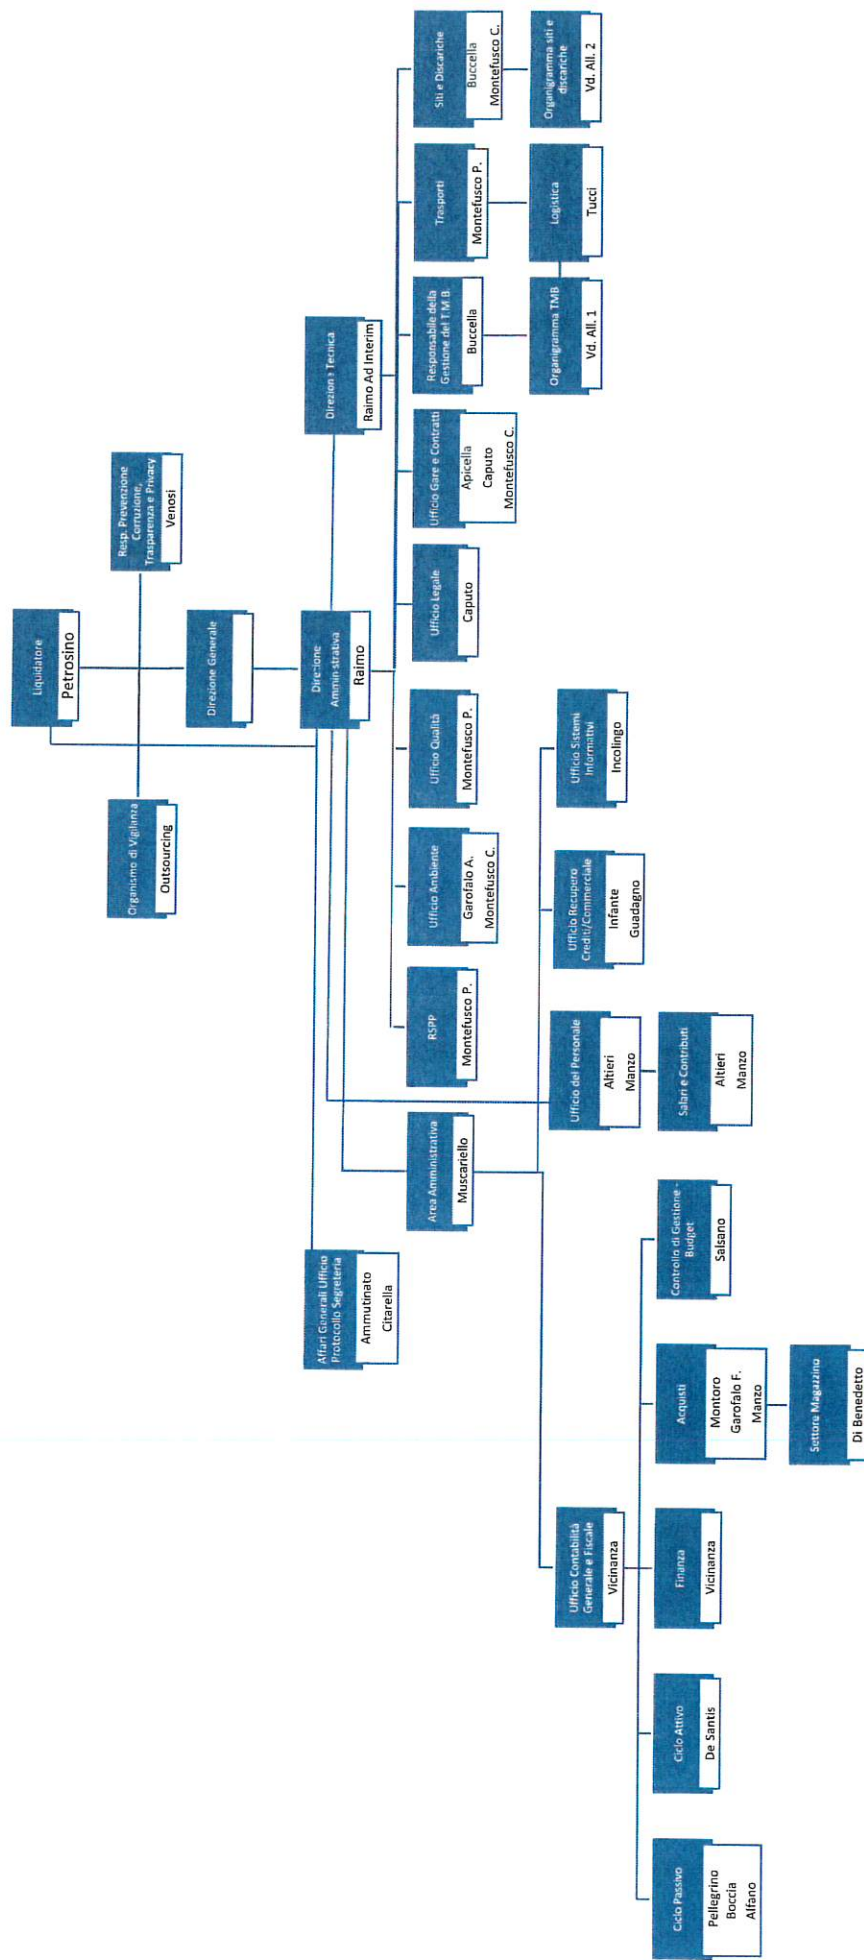 Liquidatore
Petrosino
Organismo di Vigilanza
Outsourcing
Resp. Prevenzione
Corruzione,
Trasparenza e Privacy
Venosi
Direzione Generale
Affari Generali Ufficio
Protocollo Segreteria
Ammutinato
Citarella
Direzione
Amministrativa
Raimo
Direzione Tecnica
Raimo Ad Interim
Area Amministrativa
Muscariello
RSPP
Montefusco P.
Ufficio Ambiente
Garofalo A.
Montefusco C.
Ufficio Qualità
Montefusco P.
Ufficio Legale
Caputo
Ufficio Gare e Contratti
Apicella
Caputo
Montefusco C.
Responsabile della
Gestione del T.M.B.
Buccella
Trasporti
Montefusco P.
Siti e Discariche
Buccella
Montefusco C.
Organigramma TMB
Vd. All. 1
Logistica
Tucci
Organigramma siti e
discariche
Vd. All. 2
Ufficio Contabilità
Generale e Fiscale
Vicinanza
Ufficio del Personale
Altieri
Manzo
Ufficio Recupero
Crediti/Commerciale
Infante
Guadagno
Ufficio Sistemi
Informativi
Incolingo
Ciclo Passivo
Pellegrino
Boccia
Alfano
Ciclo Attivo
De Santis
Finanza
Vicinanza
Acquisti
Montoro
Garofalo F.
Manzo
Controllo di Gestione -
Budget
Salsano
Salari e Contributi
Altieri
Manzo
Settore Magazzino
Di Benedetto